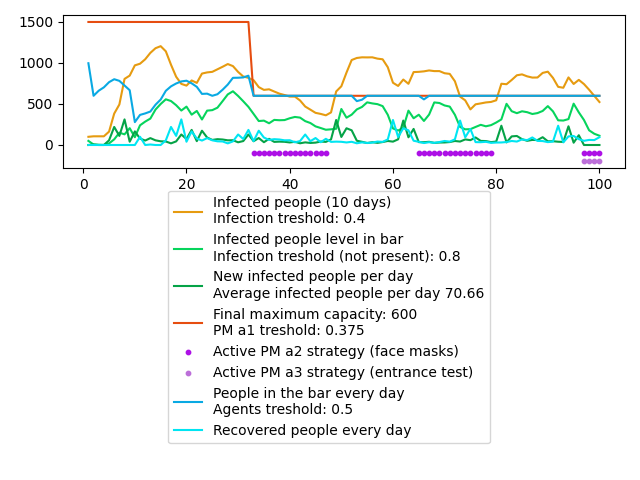 1500
1000
500
0
0 20 40 60 80 100
Infected people (10 days)
Infection treshold: 0.4
Infected people level in bar
Infection treshold (not present): 0.8
New infected people per day
Average infected people per day 70.66
Final maximum capacity: 600
PM a1 treshold: 0.375
Active PM a2 strategy (face masks)
Active PM a3 strategy (entrance test)
People in the bar every day
Agents treshold: 0.5
Recovered people every day